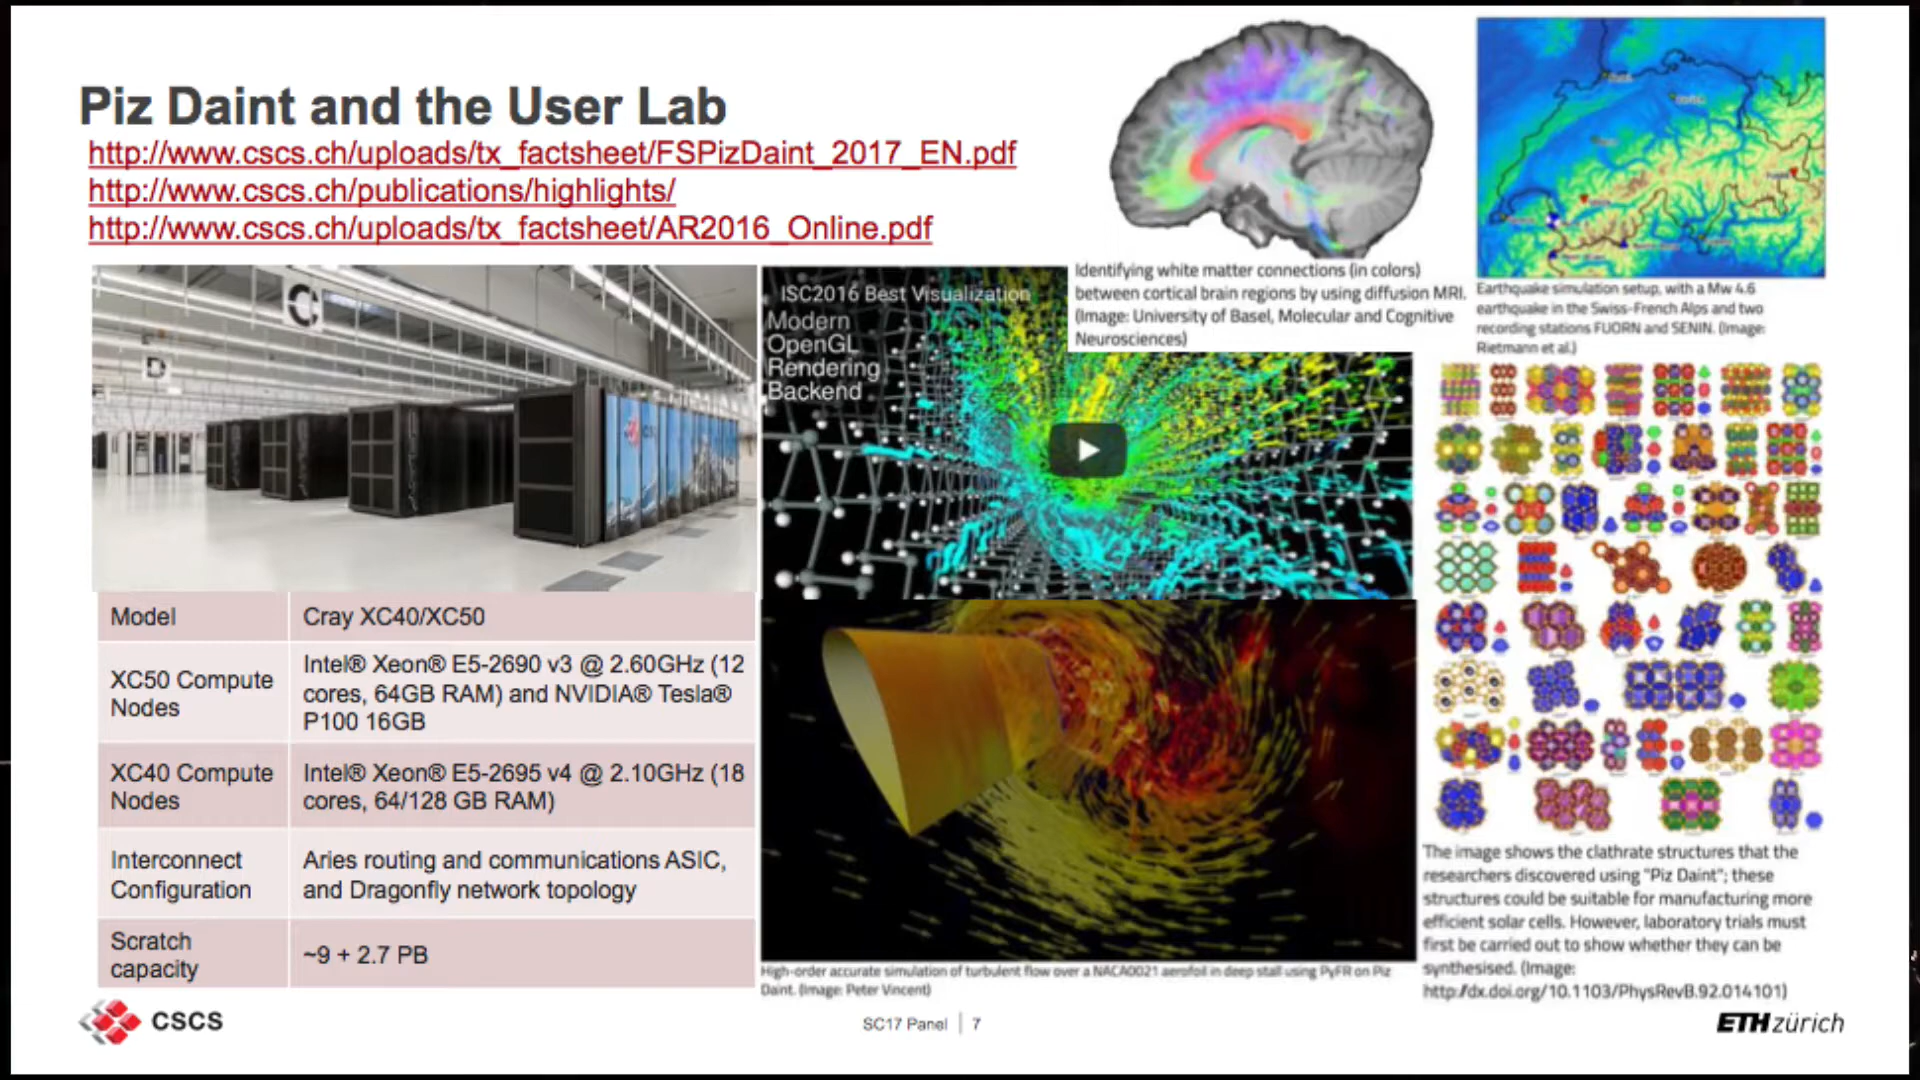 Piz Daint and the User Lab
http://www.cscs.ch/uploads/tx_factsheet/FSPizDaint_2017_EN.pdf
http://www.cscs.ch/publications/highlights/
http://www.cscs.ch/uploads/tx_factsheet/AR2016_Online.pdf
C
D
CSCS
ISC2016 Best Visualization
Modern
OpenGL
Rendering
Backend
Identifying white matter connections (in colors)
between cortical brain regions by using diffusion MRI.
(Image: University of Basel, Molecular and Cognitive
Neurosciences)
Earthquake simulation setup, with a Mw 4.6
earthquake in the Swiss-French Alps and two
recording stations FUORN and SENIN. (Image:
Rietmann et al.)
Model
Cray XC40/XC50
XC50 Compute
Nodes
Intel® Xeon® E5-2690 v3 @ 2.60GHz (12
cores, 64GB RAM) and NVIDIA® Tesla®
P100 16GB
XC40 Compute
Nodes
Intel® Xeon® E5-2695 v4 @ 2.10GHz (18
cores, 64/128 GB RAM)
Interconnect
Configuration
Aries routing and communications ASIC,
and Dragonfly network topology
Scratch
capacity
~9 + 2.7 PB
High-order accurate simulation of turbulent flow over a NACA0021 aerofoil in deep stall using PyFR on Piz
Daint. (Image: Peter Vincent)
The image shows the clathrate structures that the
researchers discovered using "Piz Daint"; these
structures could be suitable for manufacturing more
efficient solar cells. However, laboratory trials must
first be carried out to show whether they can be
synthesised. (Image:
http://dx.doi.org/10.1103/PhysRevB.92.014101)
CSCS
SC17 Panel | 7
ETH zürich